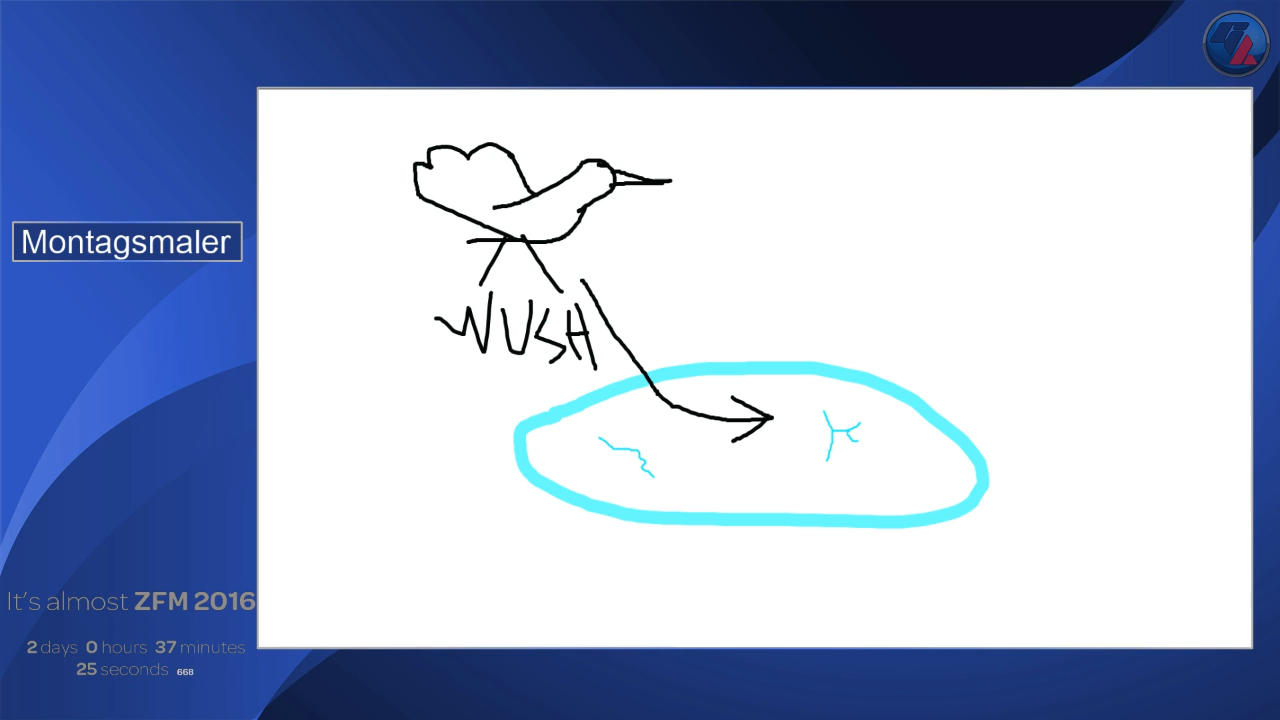 Montagsmaler
WUSH
It's almost ZFM 2016
2 days 0 hours 37 minutes
25 seconds 668